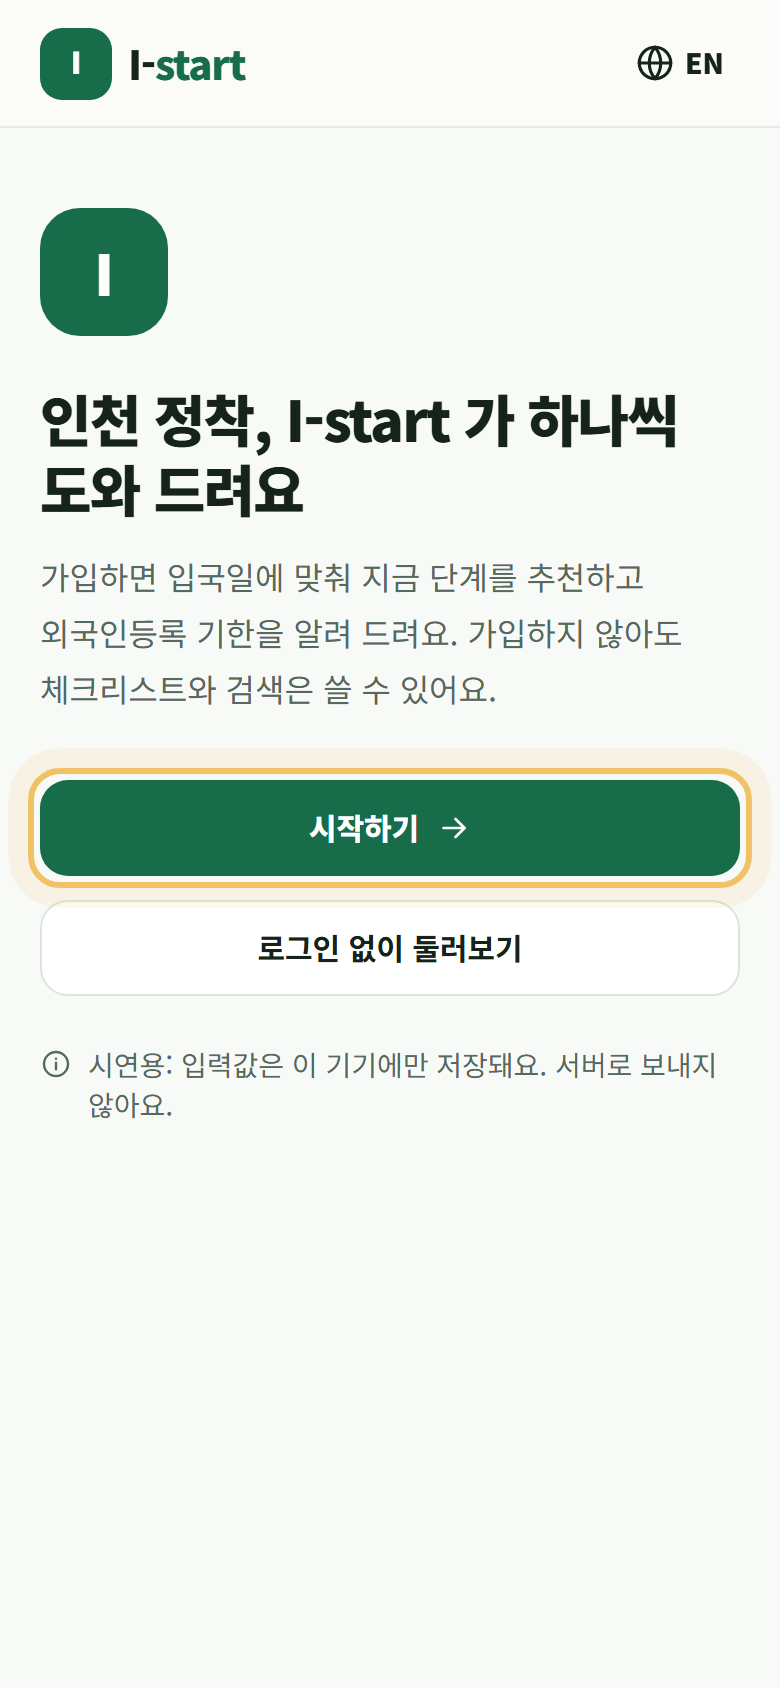 I I-start EN
I
인천 정착, I-start 가 하나씩
도와 드려요
가입하면 입국일에 맞춰 지금 단계를 추천하고
외국인등록 기한을 알려 드려요. 가입하지 않아도
체크리스트와 검색은 쓸 수 있어요.
시작하기 →
로그인 없이 둘러보기
시연용: 입력값은 이 기기에만 저장돼요. 서버로 보내지
않아요.